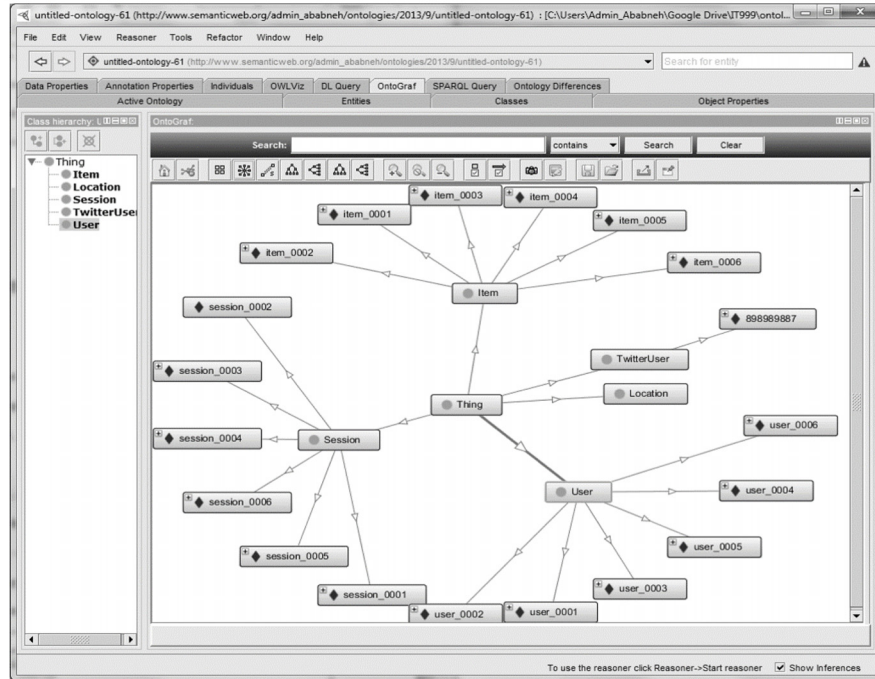 untitled-ontology-61 (http://www.semanticweb.org/admin_ababneh/ontologies/2013/9/untitled-ontology-61) : [C:\Users\Admin_Ababneh\Google Drive\IT999\ontol...
File Edit View Reasoner Tools Refactor Window Help
untitled-ontology-61 (http://www.semanticweb.org/admin_ababneh/ontologies/2013/9/untitled-ontology-61)
Search for entity
Data Properties Annotation Properties Individuals OWLViz DL Query OntoGraf SPARQL Query Ontology Differences
Active Ontology Entities Classes Object Properties
Class hierarchy: 
OntoGraf:
Thing
Item
Location
Session
TwitterUse
User
Search: contains Search Clear
item_0003
item_0004
item_0001
item_0005
item_0002
item_0006
Item
session_0002
898989887
TwitterUser
session_0003
Location
Thing
user_0006
session_0004
Session
user_0004
User
session_0006
user_0005
session_0005
user_0003
session_0001
user_0002
user_0001
To use the reasoner click Reasoner->Start reasoner Show Inferences